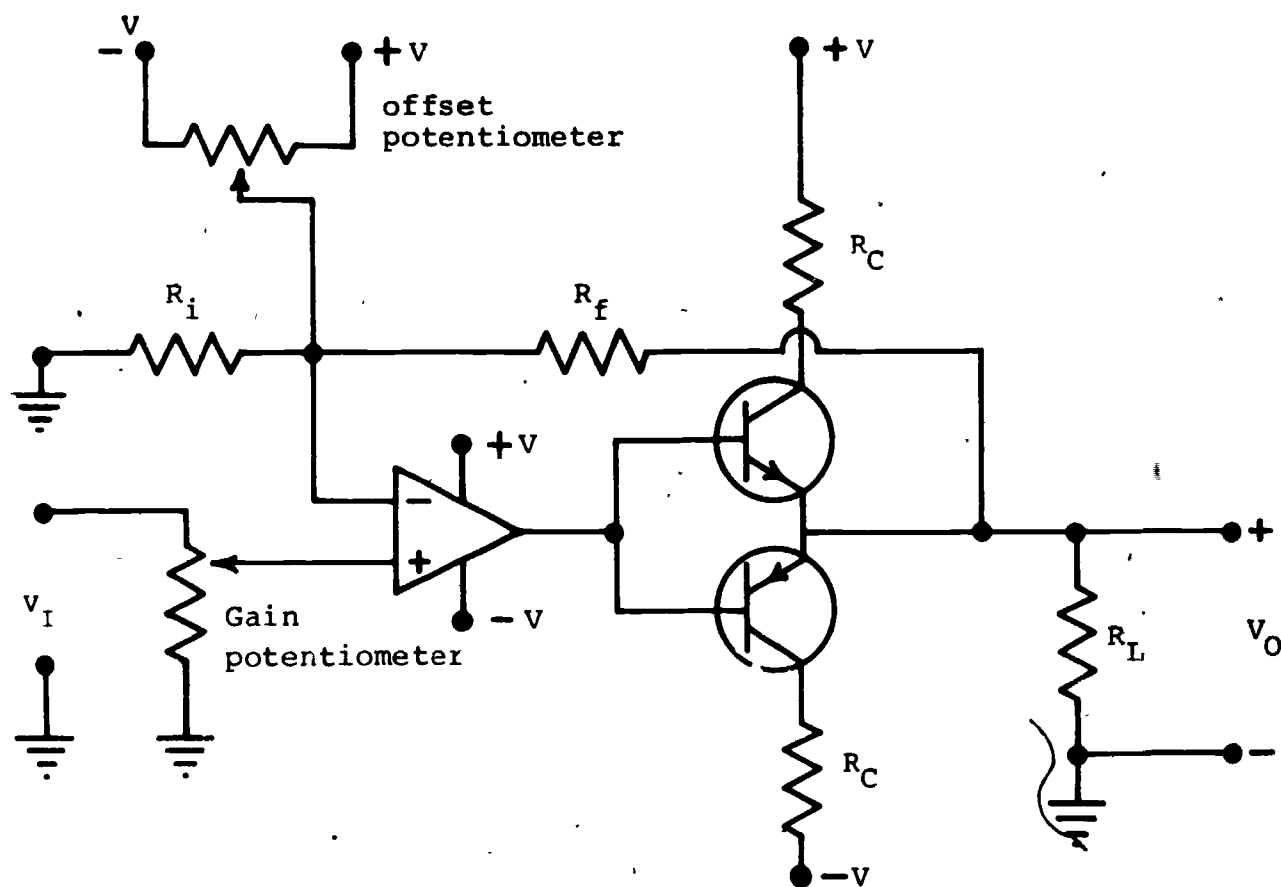 V
−
+ V
+ V
offset
potentiometer
R_C
R_i
R_f
+ V
−
+
− V
v_I
Gain
potentiometer
+
R_L
V_O
R_C
−
− V